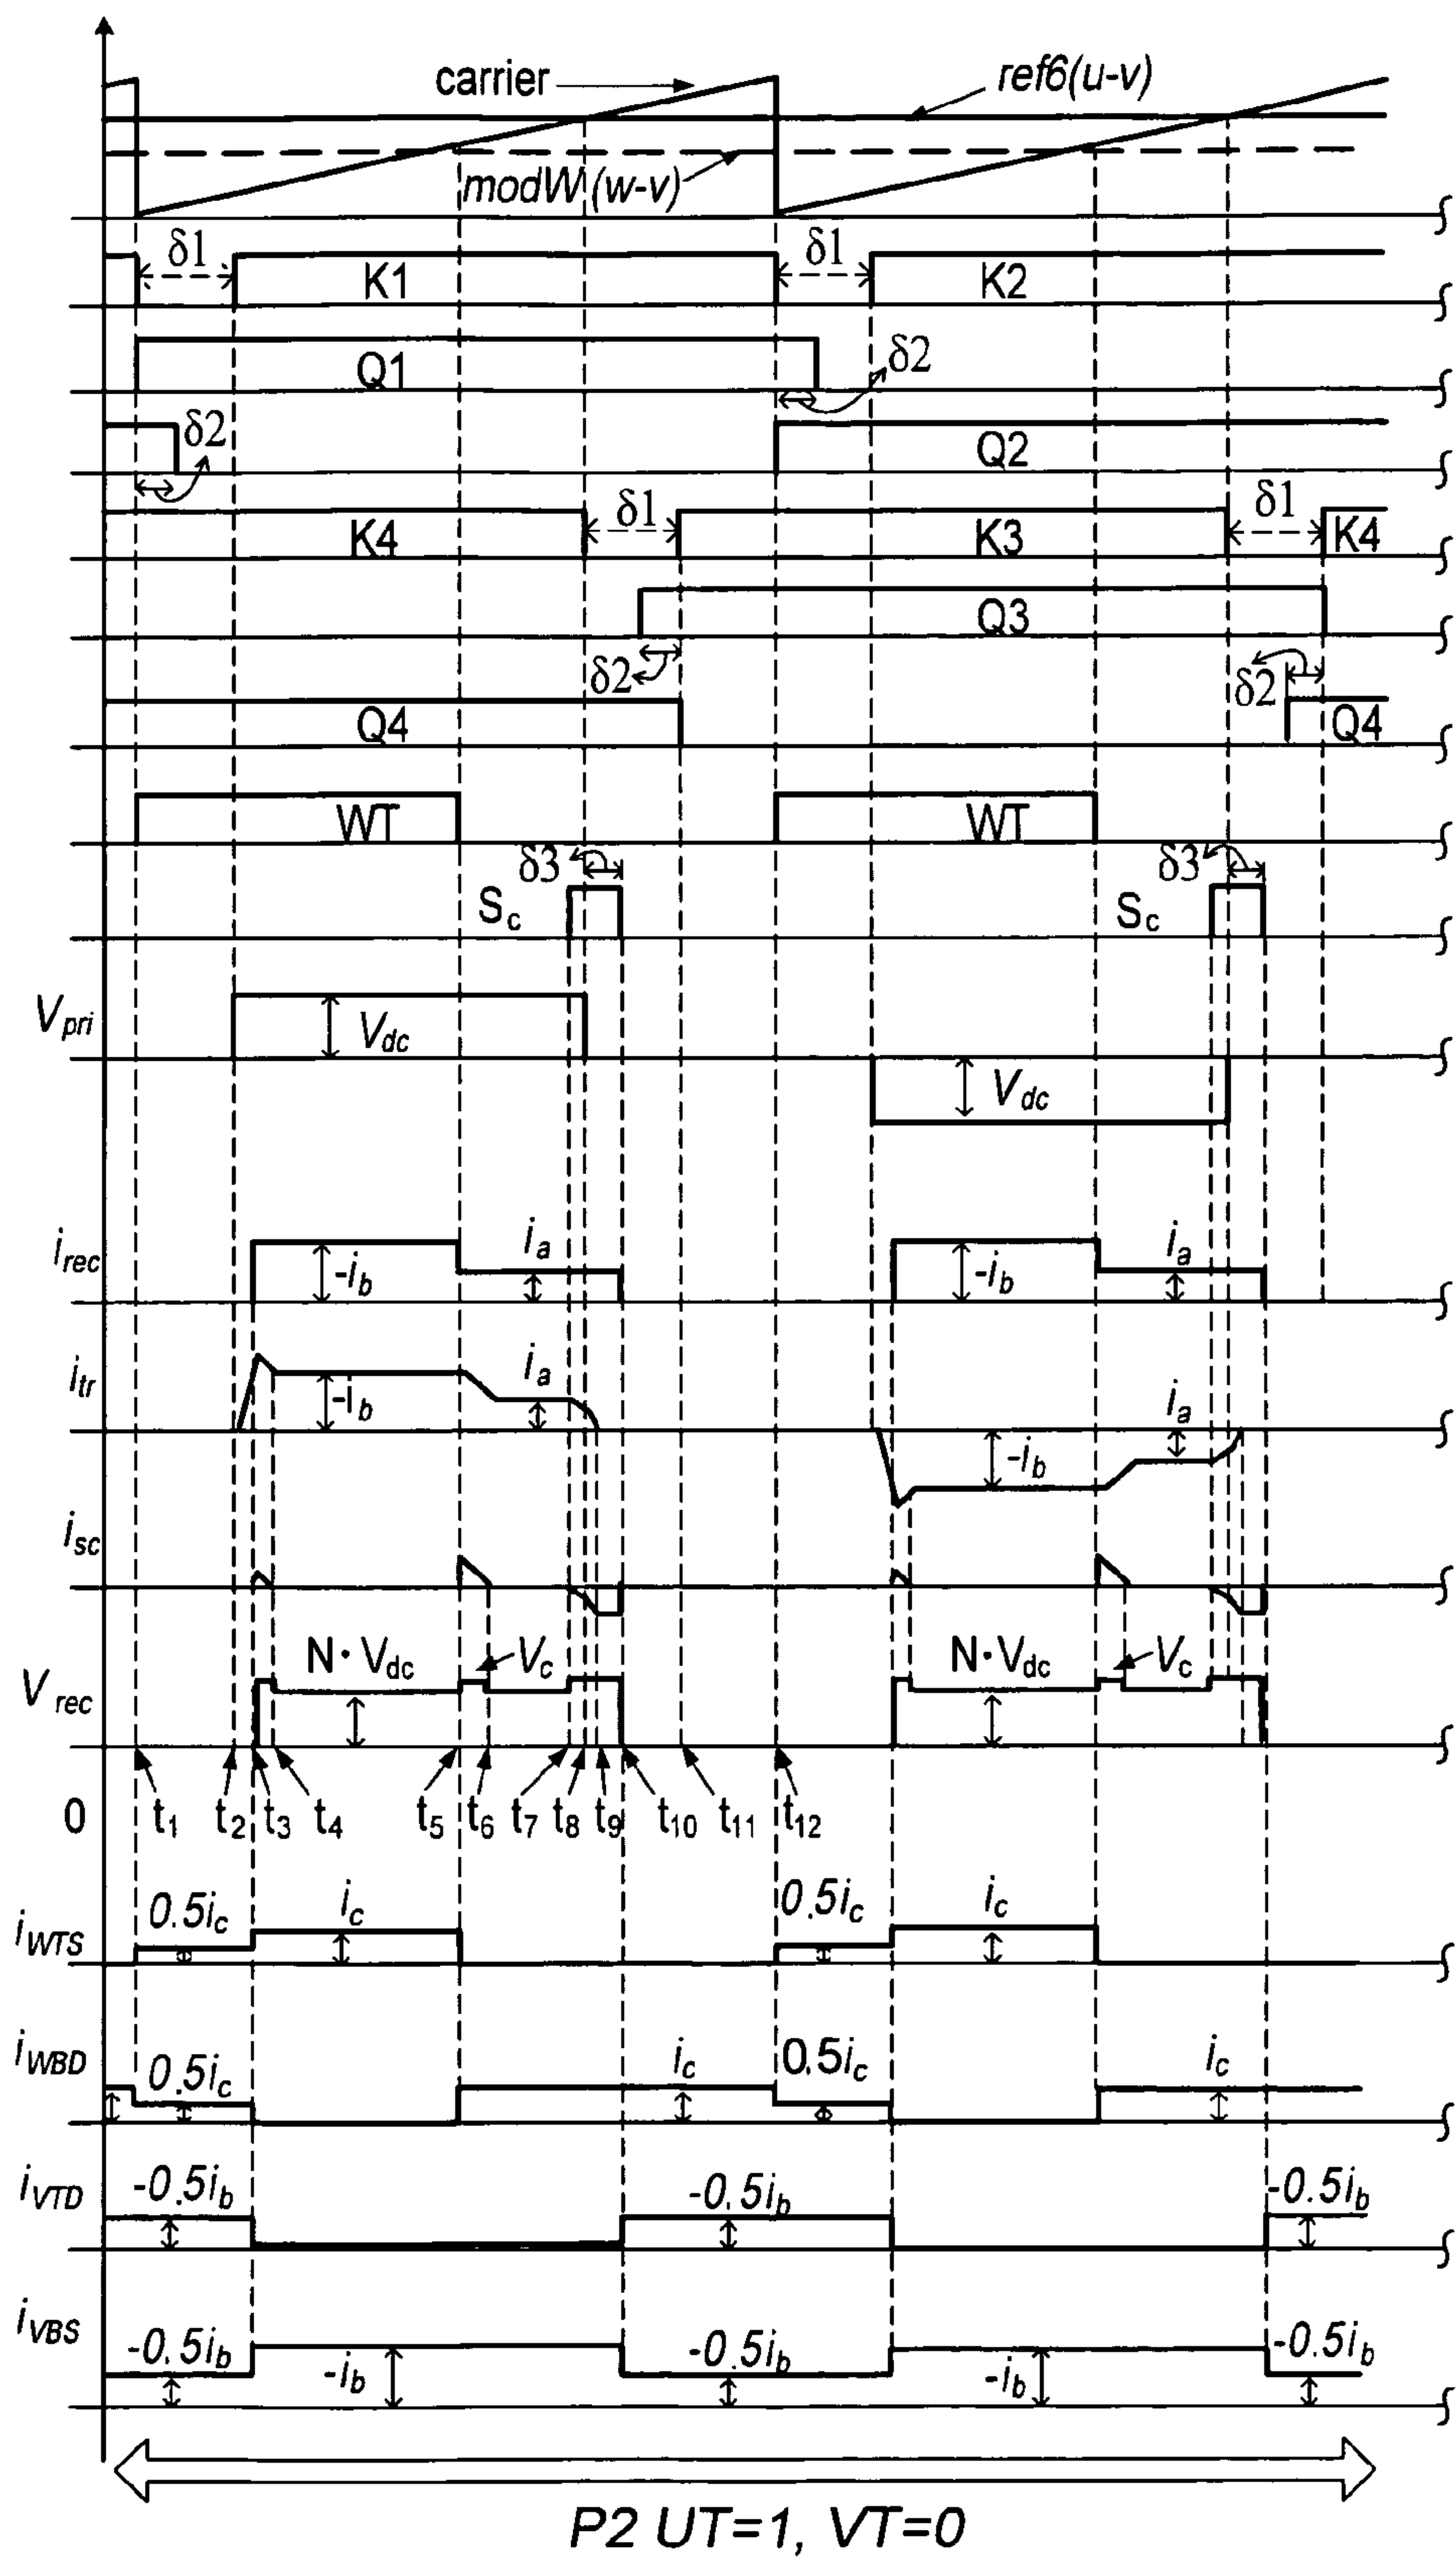 carrier
ref6(u-v)
modW(w-v)
δ1
K1
δ1
K2
Q1
δ2
δ2
Q2
K4
δ1
K3
δ1
K4
Q3
δ2
δ2
Q4
Q4
WT
WT
δ3
Sc
δ3
Sc
Vpri
Vdc
Vdc
irec
-ib
ia
-ib
ia
itr
-ib
ia
-ib
ia
isc
Vrec
N·Vdc
Vc
N·Vdc
Vc
0 t1 t2 t3 t4 t5 t6 t7 t8 t9 t10 t11 t12
iWTS
0.5ic
ic
0.5ic
ic
iWBD
0.5ic
ic
0.5ic
ic
iVTD
-0.5ib
-0.5ib
-0.5ib
iVBS
-0.5ib
-ib
-0.5ib
-ib
-0.5ib
P2 UT=1, VT=0